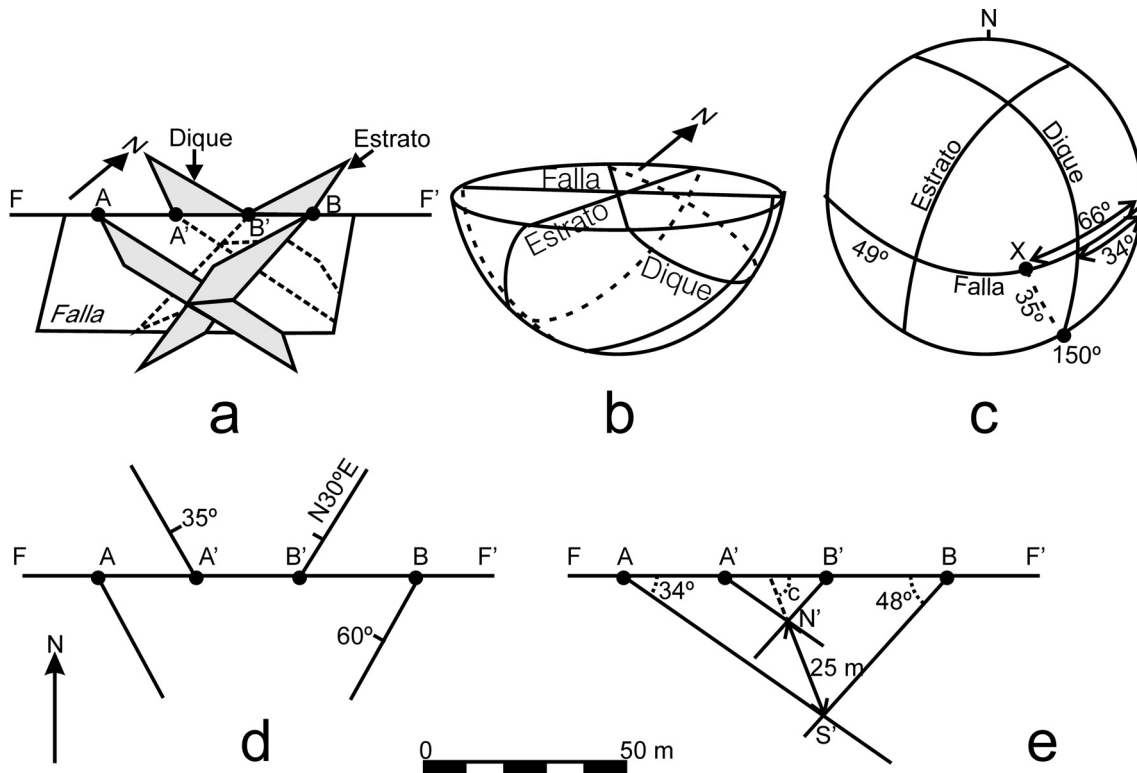 N
Dique
Estrato
F
A
A'
B'
B
F'
Falla
a
N
Falla
Estrato
Dique
b
N
Estrato
Dique
49º
X
66º
34º
Falla
35º
150º
c
35º
N30ºE
F
A
A'
B'
B
F'
60º
N
d
F
A
A'
B'
B
F'
34º
c
48º
N'
25 m
S'
e
0
50 m